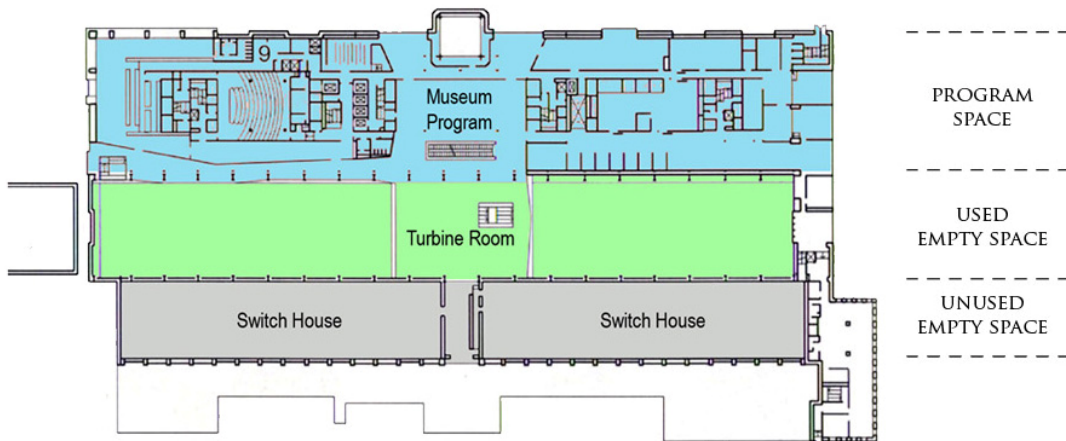 9
Museum
Program
PROGRAM
SPACE
Turbine Room
USED
EMPTY SPACE
Switch House
Switch House
UNUSED
EMPTY SPACE